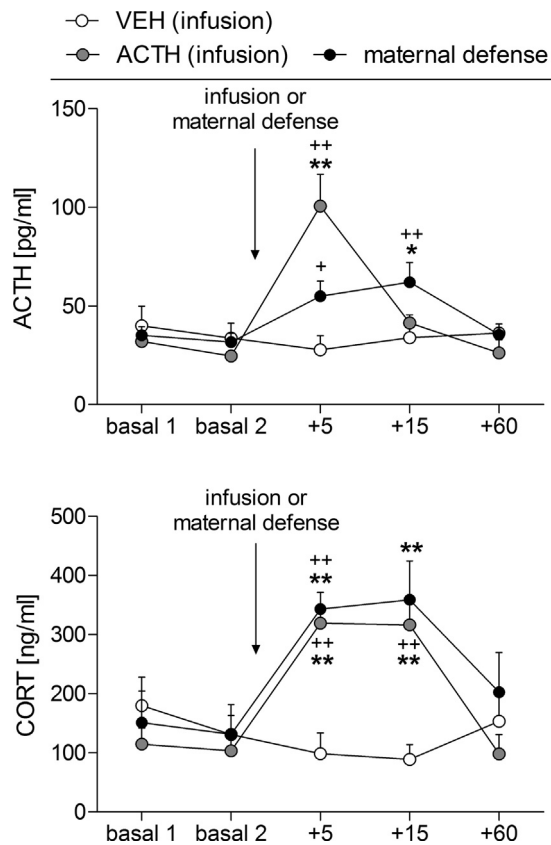 VEH (infusion)
ACTH (infusion) maternal defense
infusion or
maternal defense
150
100
50
0
ACTH [pg/ml]
++
**
+
++
*
basal 1 basal 2 +5 +15 +60
infusion or
maternal defense
500
400
300
200
100
0
CORT [ng/ml]
++
**
**
++
**
++
**
basal 1 basal 2 +5 +15 +60